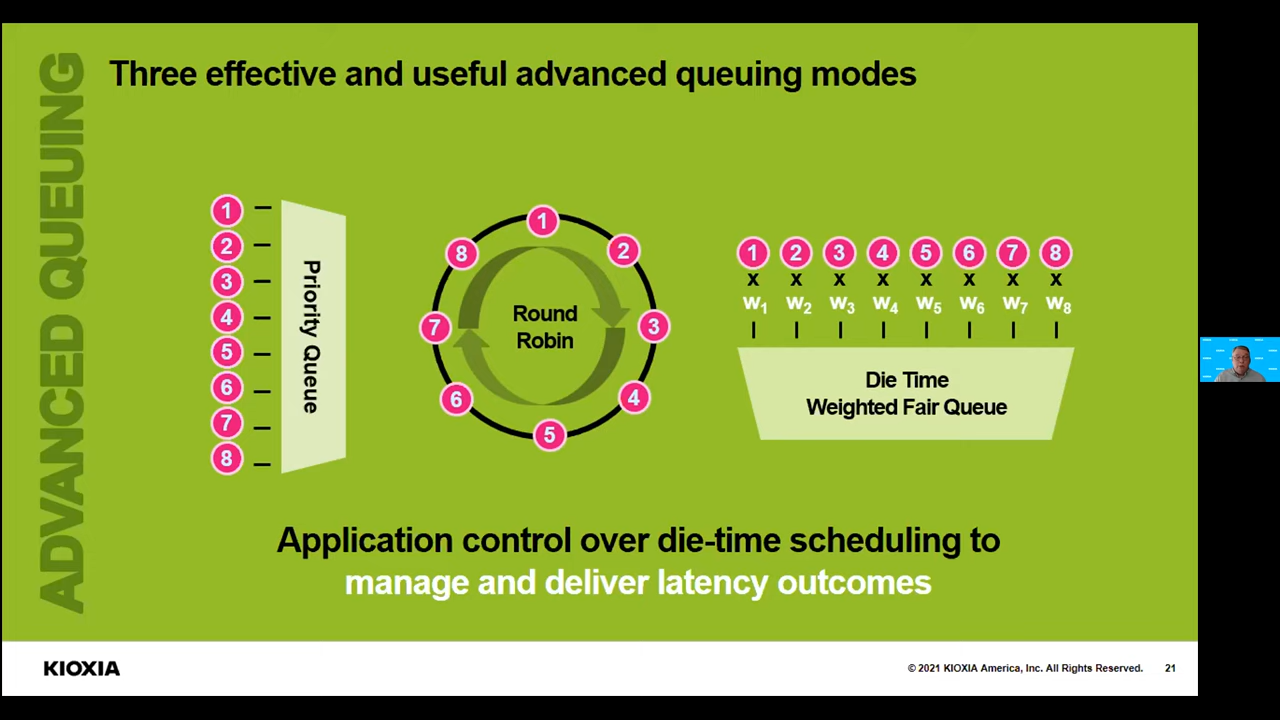 ADVANCED QUEUING
Three effective and useful advanced queuing modes
1
2
3
4
5
6
7
8
Priority Queue
1
2
3
4
5
6
7
8
Round
Robin
1 2 3 4 5 6 7 8
x x x x x x x x
w1 w2 w3 w4 w5 w6 w7 w8
Die Time
Weighted Fair Queue
Application control over die-time scheduling to
manage and deliver latency outcomes
KIOXIA
© 2021 KIOXIA America, Inc. All Rights Reserved.
21